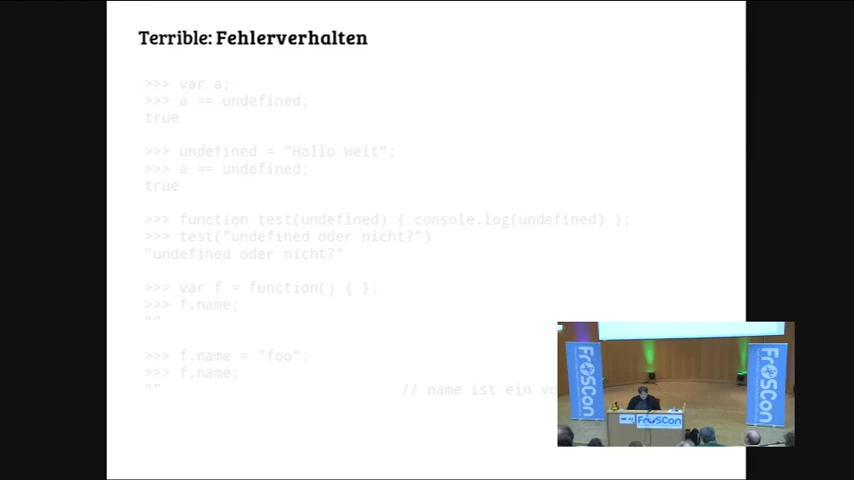 Terrible: Fehlerverhalten
>>> var a;
>>> a == undefined;
true
>>> undefined = "Hallo Welt";
>>> a == undefined;
true
>>> function test(undefined) { console.log(undefined) };
>>> test("undefined oder nicht?")
"undefined oder nicht?"
>>> var f = function() { };
>>> f.name;
""
>>> f.name = "foo";
>>> f.name;
"" // name ist ein
FrOSCon
FrOSCon
FrOSCon